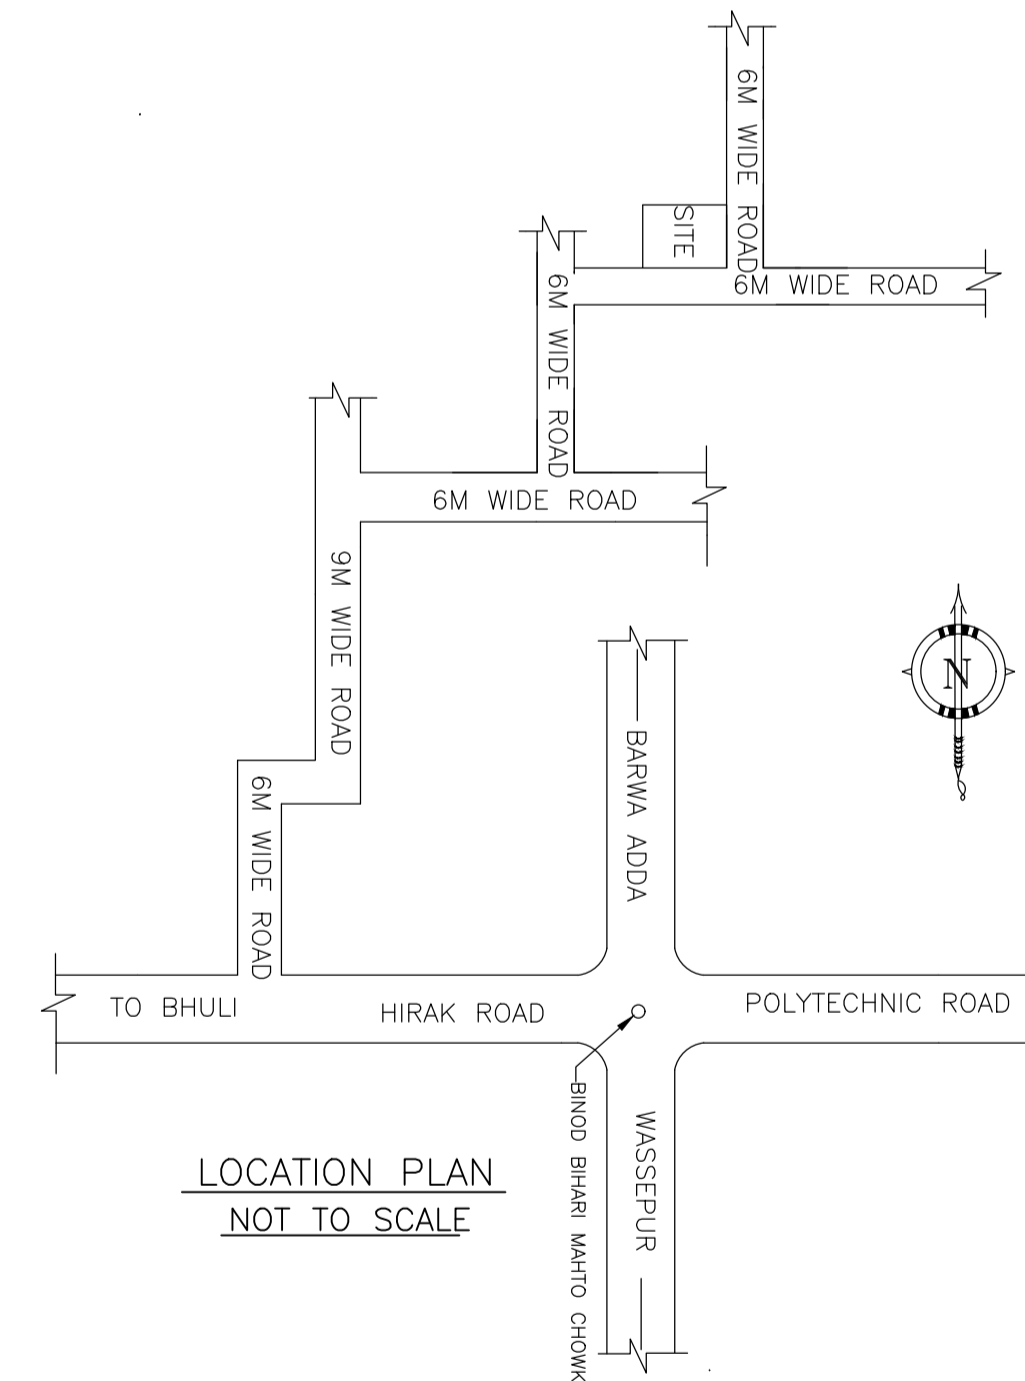 6M WIDE ROAD
SITE
6M WIDE ROAD
6M WIDE ROAD
6M WIDE ROAD
9M WIDE ROAD
N
BARWA ADDA
6M WIDE ROAD
TO BHULI
HIRAK ROAD
POLYTECHNIC ROAD
BINOD BIHARI MAHTO CHOWK
WASSEPUR
LOCATION PLAN
NOT TO SCALE